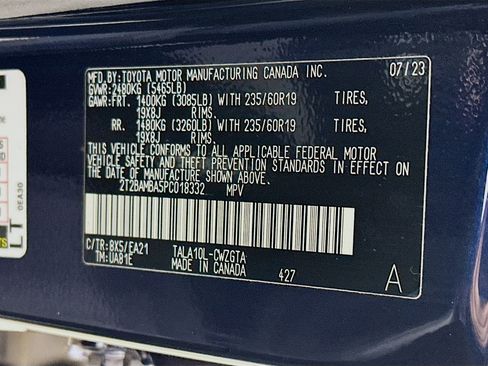 MFD. BY: TOYOTA MOTOR MANUFACTURING CANADA INC. 07/23
GVWR: 2480KG (5465LB)
GAWR: FRT. 1400KG (3085LB) WITH 235/60R19 TIRES,
19X8J RIMS.
RR. 1480KG (3260LB) WITH 235/60R19 TIRES,
19X8J RIMS.
THIS VEHICLE CONFORMS TO ALL APPLICABLE FEDERAL MOTOR
VEHICLE SAFETY AND THEFT PREVENTION STANDARDS IN EFFECT ON
THE DATE OF MANUFACTURE SHOWN ABOVE.
2T2BAMBA5PC018332 MPV
C/TR: 8X5/EA21 TALA10L-CWZGTA
TM: UA81E MADE IN CANADA 427 A
LT
0EA30